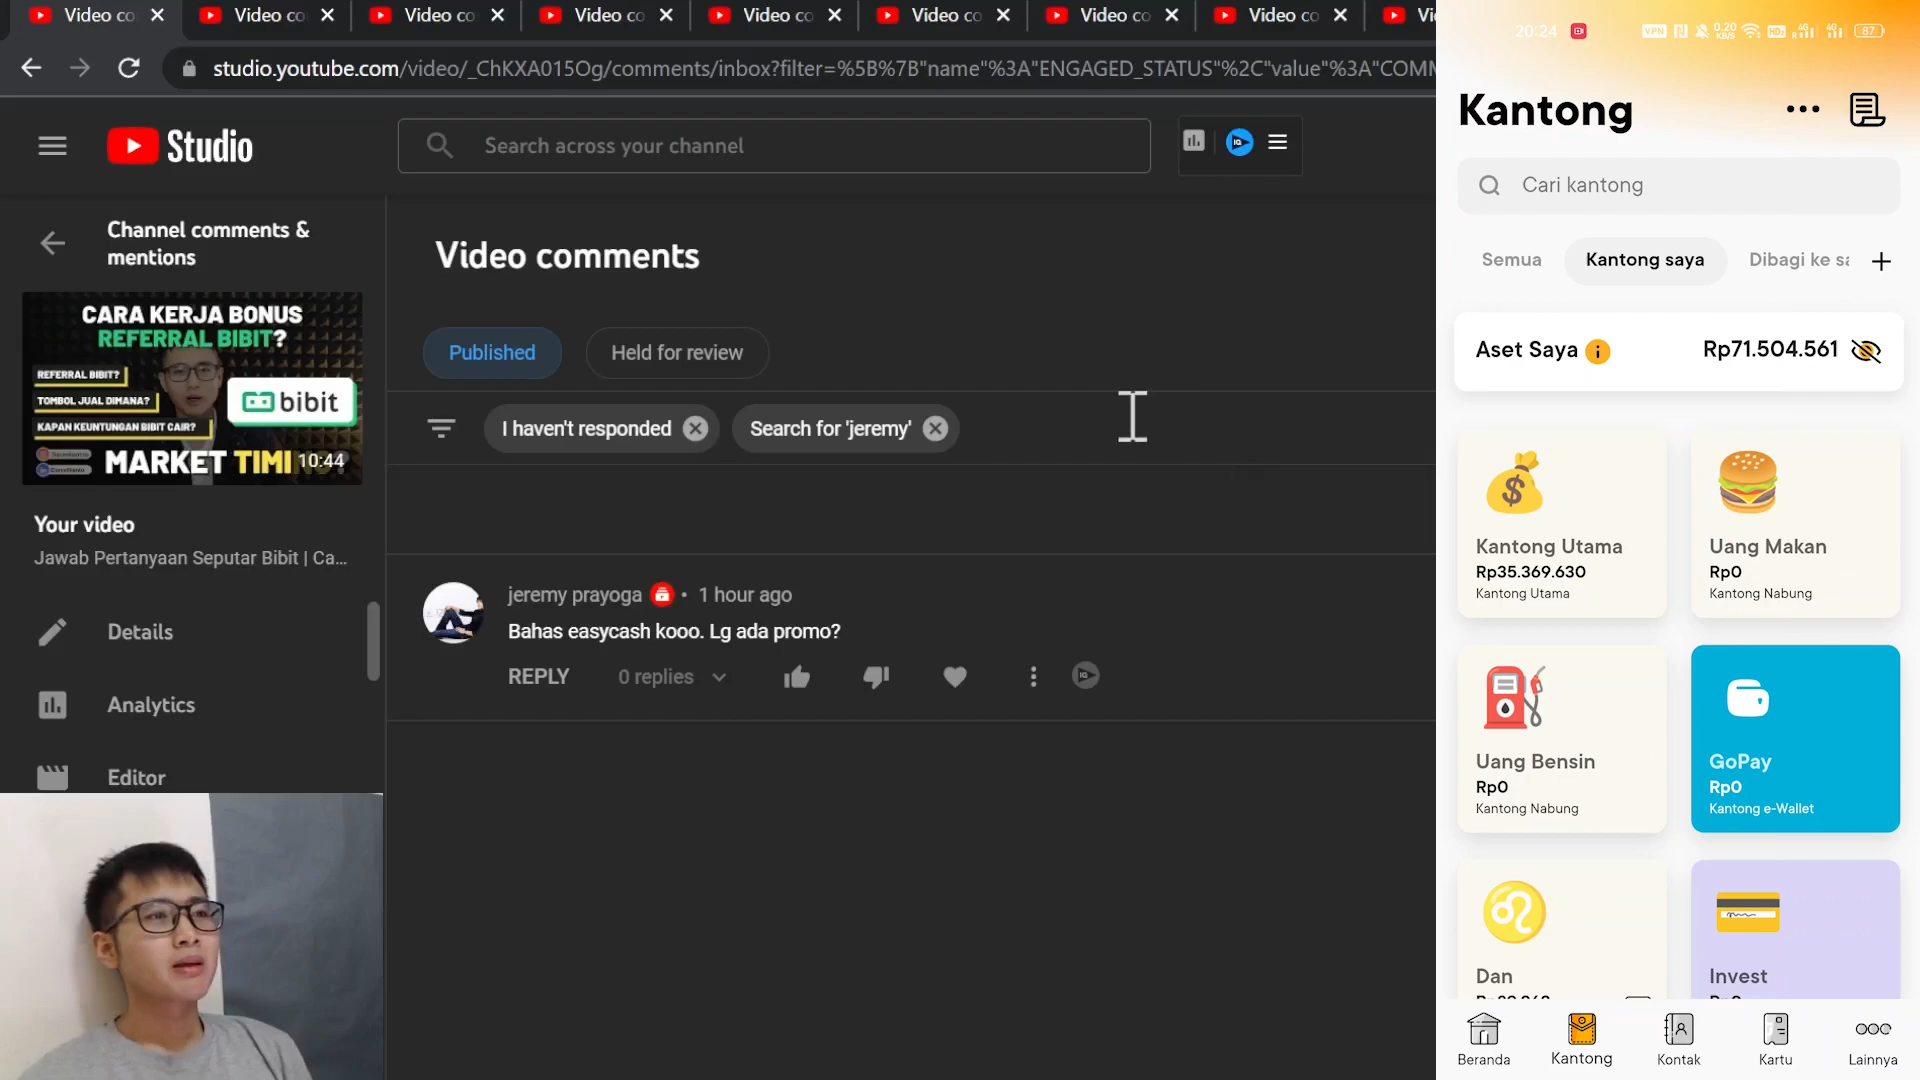 Video co
Video co
Video co
Video co
Video co
Video co
Video co
Video co
Vi
studio.youtube.com/video/_ChKXA015Og/comments/inbox?filter=%5B%7B"name"%3A"ENGAGED_STATUS"%2C"value"%3A"COMM
Studio
Search across your channel
Channel comments &
mentions
CARA KERJA BONUS
REFERRAL BIBIT?
REFERRAL BIBIT?
TOMBOL JUAL DIMANA?
KAPAN KEUNTUNGAN BIBIT CAIR?
bibit
MARKET TIMI
10:44
Your video
Jawab Pertanyaan Seputar Bibit | Ca...
Details
Analytics
Editor
Video comments
Published
Held for review
I haven't responded
Search for 'jeremy'
jeremy prayoga • 1 hour ago
Bahas easycash kooo. Lg ada promo?
REPLY
0 replies
20:24
VPN
0.20
KB/S
87
Kantong
Cari kantong
Semua
Kantong saya
Dibagi ke sa
Aset Saya
Rp71.504.561
Kantong Utama
Rp35.369.630
Kantong Utama
Uang Makan
Rp0
Kantong Nabung
Uang Bensin
Rp0
Kantong Nabung
GoPay
Rp0
Kantong e-Wallet
Dan
Invest
Beranda
Kantong
Kontak
Kartu
Lainnya